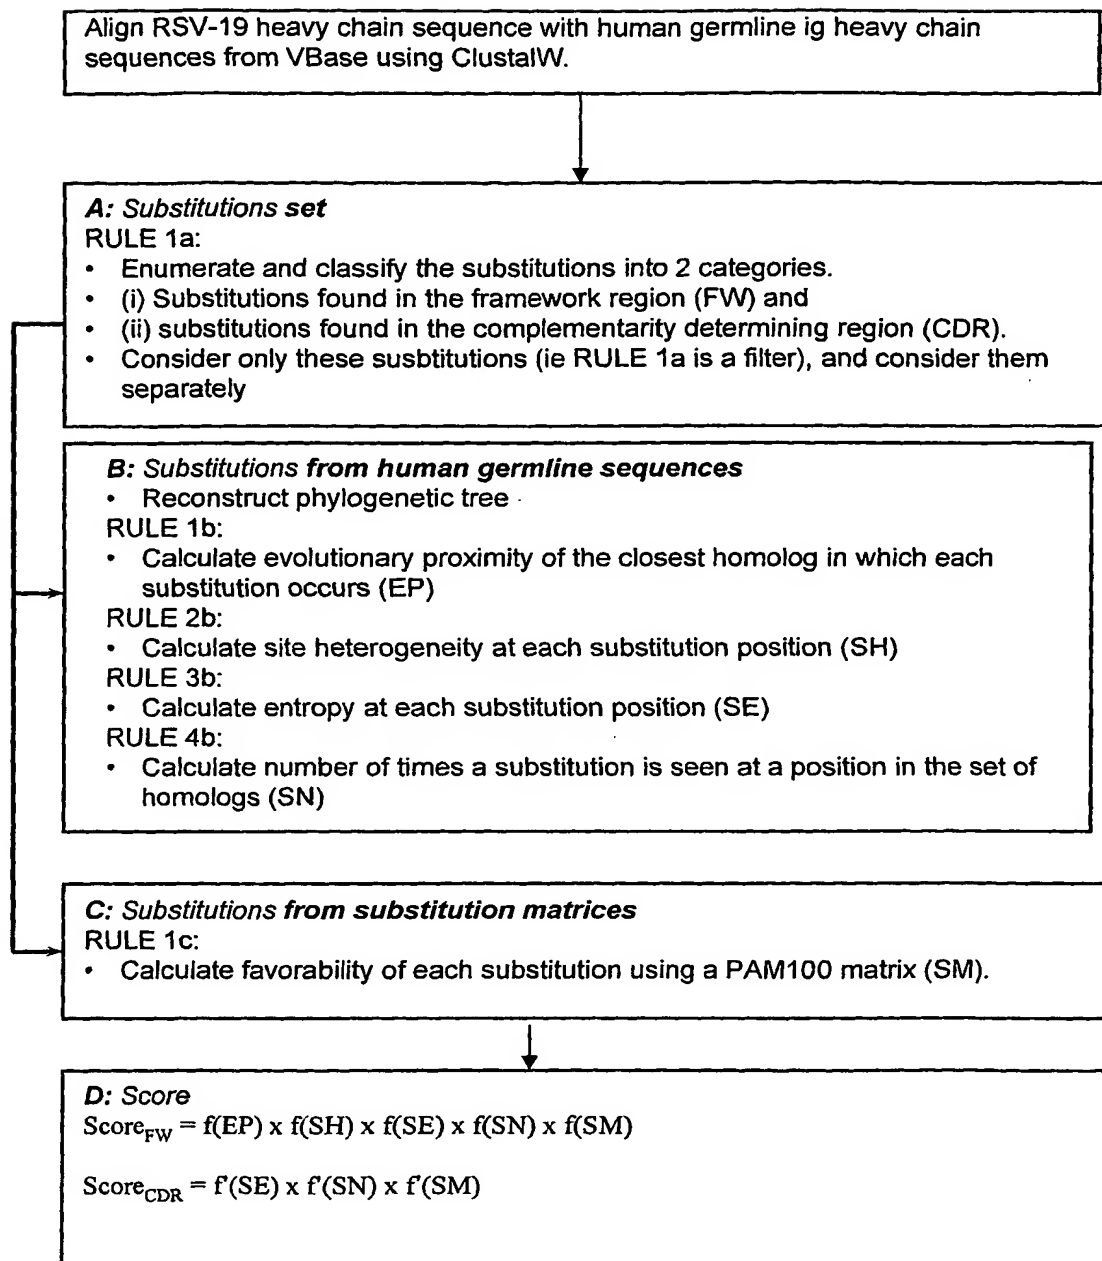 Align RSV-19 heavy chain sequence with human germline ig heavy chain
sequences from VBase using ClustalW.
A: Substitutions set
RULE 1a:
• Enumerate and classify the substitutions into 2 categories.
• (i) Substitutions found in the framework region (FW) and
• (ii) substitutions found in the complementarity determining region (CDR).
• Consider only these susbtitutions (ie RULE 1a is a filter), and consider them
separately
B: Substitutions from human germline sequences
• Reconstruct phylogenetic tree
RULE 1b:
• Calculate evolutionary proximity of the closest homolog in which each
substitution occurs (EP)
RULE 2b:
• Calculate site heterogeneity at each substitution position (SH)
RULE 3b:
• Calculate entropy at each substitution position (SE)
RULE 4b:
• Calculate number of times a substitution is seen at a position in the set of
homologs (SN)
C: Substitutions from substitution matrices
RULE 1c:
• Calculate favorability of each substitution using a PAM100 matrix (SM).
D: Score
Score_FW = f(EP) x f(SH) x f(SE) x f(SN) x f(SM)
Score_CDR = f'(SE) x f'(SN) x f'(SM)